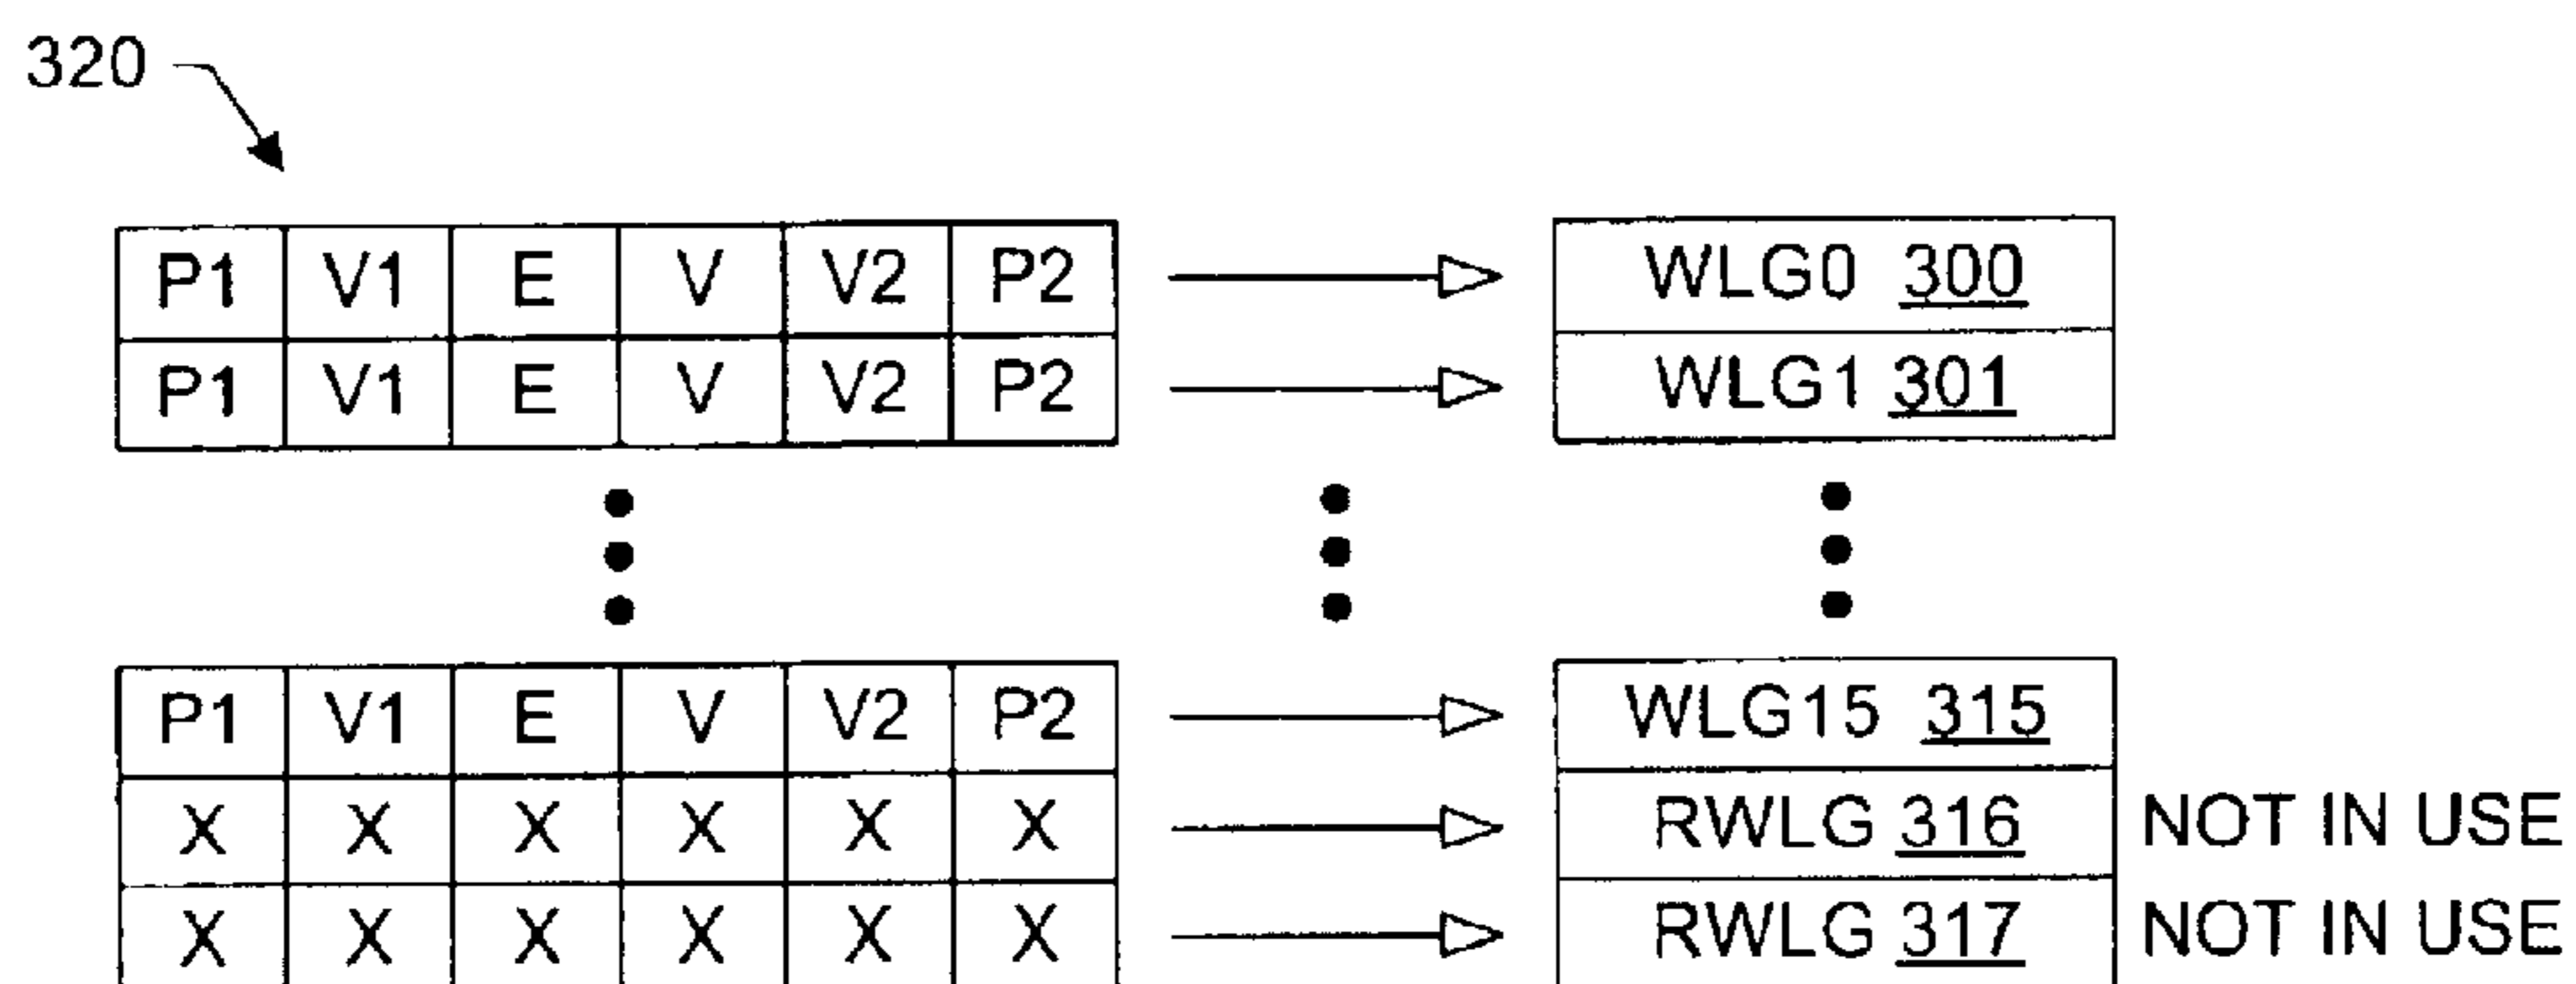 320
P1 V1 E V V2 P2 WLG0 300
P1 V1 E V V2 P2 WLG1 301
P1 V1 E V V2 P2 WLG15 315
X X X X X X RWLG 316 NOT IN USE
X X X X X X RWLG 317 NOT IN USE